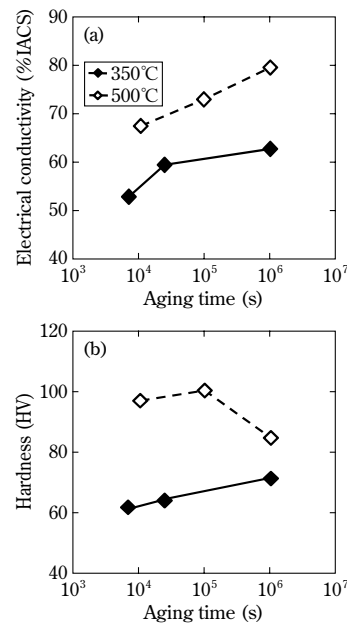 90
(a)
80
350℃
500℃
70
60
50
40
10³ 10⁴ 10⁵ 10⁶ 10⁷
Electrical conductivity (%IACS)
Aging time (s)
120
(b)
100
80
60
40
10³ 10⁴ 10⁵ 10⁶ 10⁷
Hardness (HV)
Aging time (s)